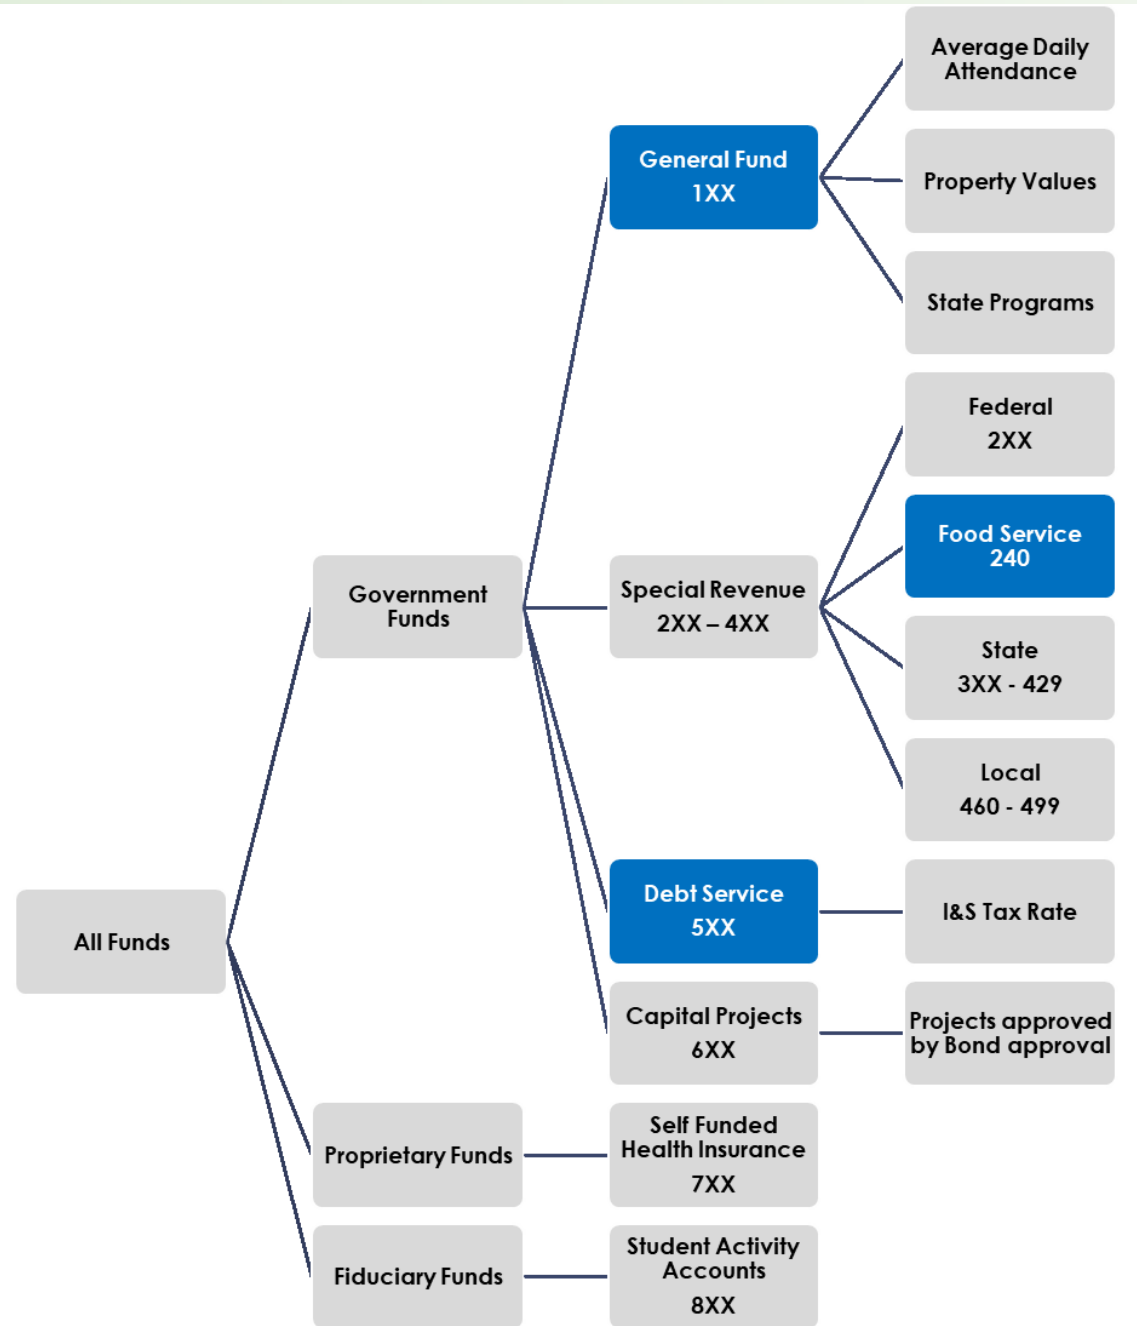 Average Daily
Attendance
General Fund
1XX
Property Values
State Programs
Federal
2XX
Food Service
240
Government
Funds
Special Revenue
2XX – 4XX
State
3XX - 429
Local
460 - 499
All Funds
Debt Service
5XX
I&S Tax Rate
Capital Projects
6XX
Projects approved
by Bond approval
Proprietary Funds
Self Funded
Health Insurance
7XX
Fiduciary Funds
Student Activity
Accounts
8XX